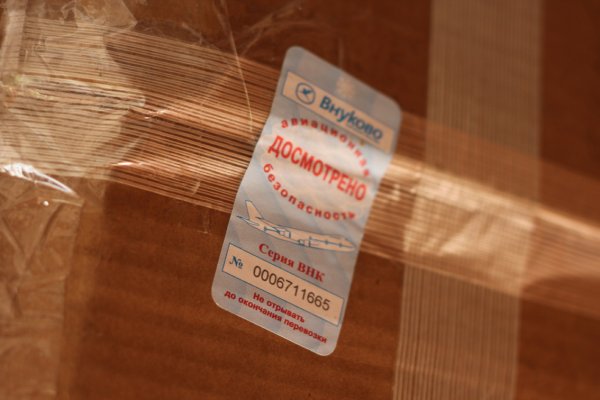 Внуково
авиационная
ДОСМОТРЕНО
безопасность
Серия ВНК
№ 0006711665
Не отрывать
до окончания перевозки